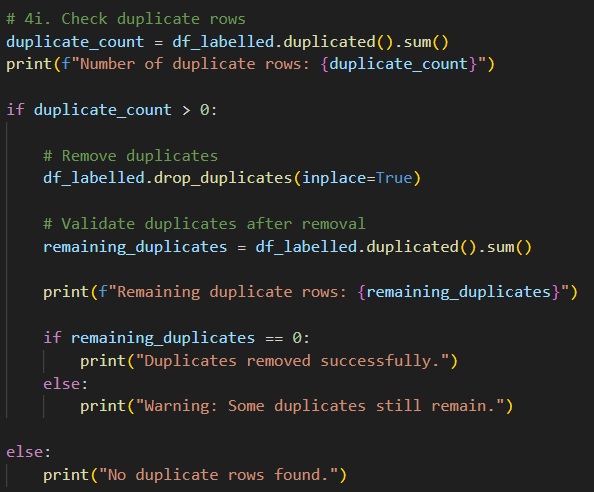 # 4i. Check duplicate rows
duplicate_count = df_labelled.duplicated().sum()
print(f"Number of duplicate rows: {duplicate_count}")

if duplicate_count > 0:

    # Remove duplicates
    df_labelled.drop_duplicates(inplace=True)

    # Validate duplicates after removal
    remaining_duplicates = df_labelled.duplicated().sum()

    print(f"Remaining duplicate rows: {remaining_duplicates}")

    if remaining_duplicates == 0:
        print("Duplicates removed successfully.")
    else:
        print("Warning: Some duplicates still remain.")

else:
    print("No duplicate rows found.")